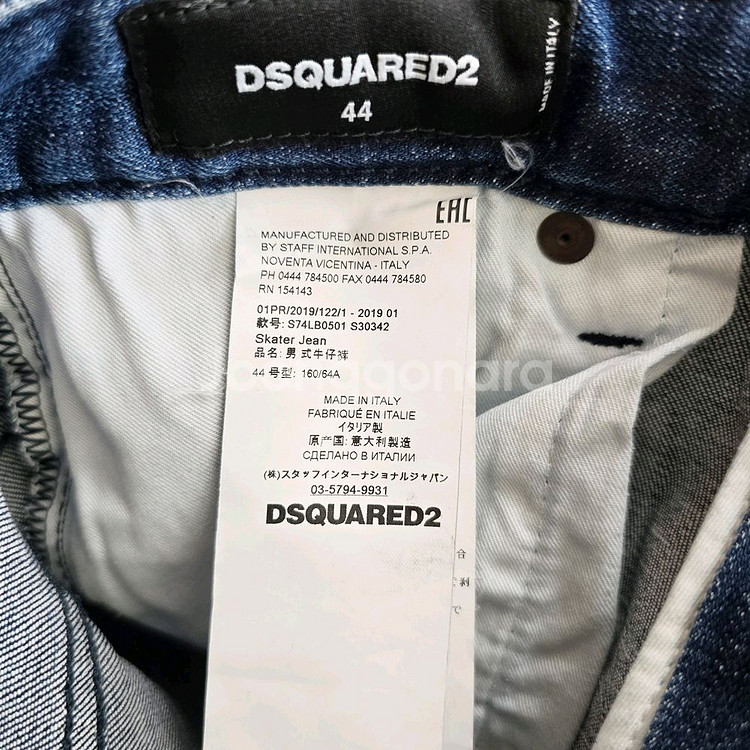 DSQUARED2
44
MADE IN ITALY
EAC
MANUFACTURED AND DISTRIBUTED
BY STAFF INTERNATIONAL S.P.A.
NOVENTA VICENTINA - ITALY
PH 0444 784500 FAX 0444 784580
RN 154143
01PR/2019/122/1 - 2019 01
款号: S74LB0501 S30342
Skater Jean
品名: 男式牛仔裤
44 号型: 160/64A
MADE IN ITALY
FABRIQUÉ EN ITALIE
イタリア製
原产国: 意大利製造
СДЕЛАНО В ИТАЛИИ
(株)スタッフインターナショナルジャパン
03-5794-9931
DSQUARED2
合
剥
で